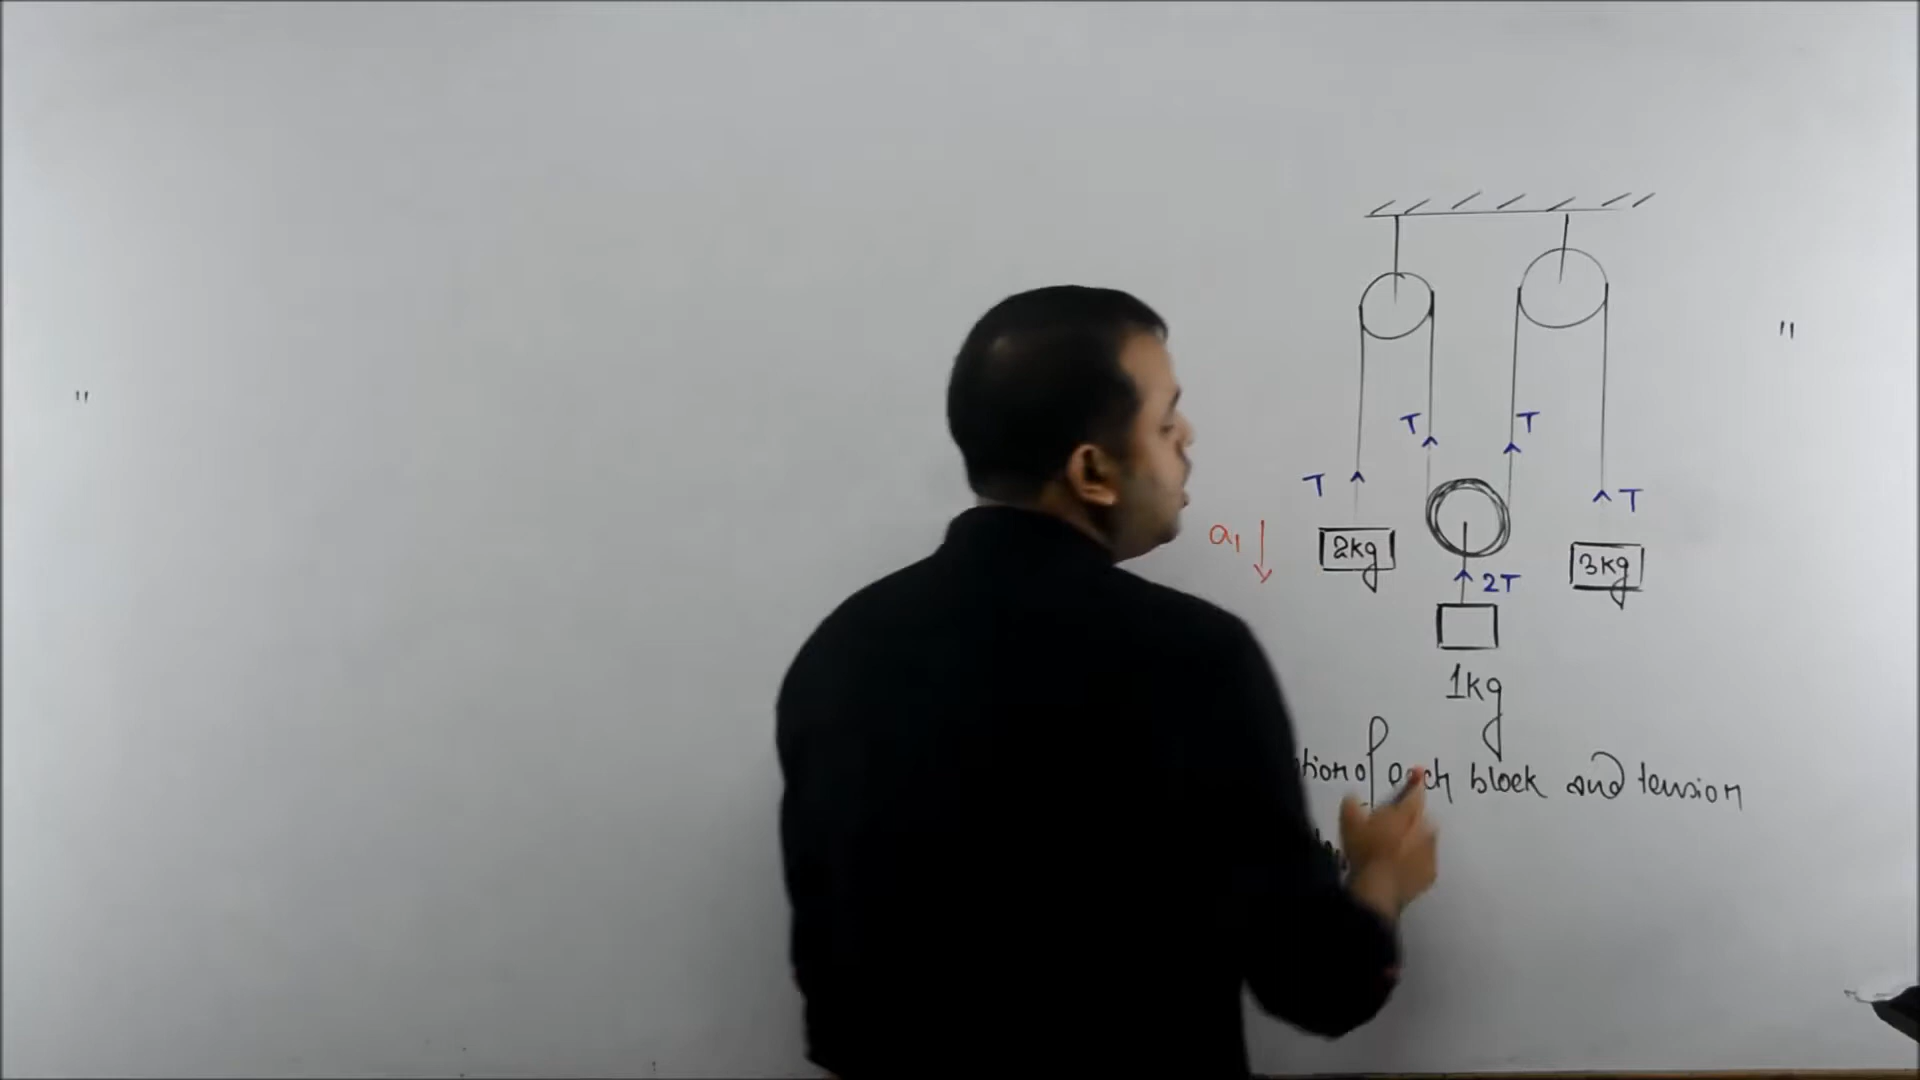 T T
T T
a₁ 2kg 3kg
2T
1kg
of each block and tension